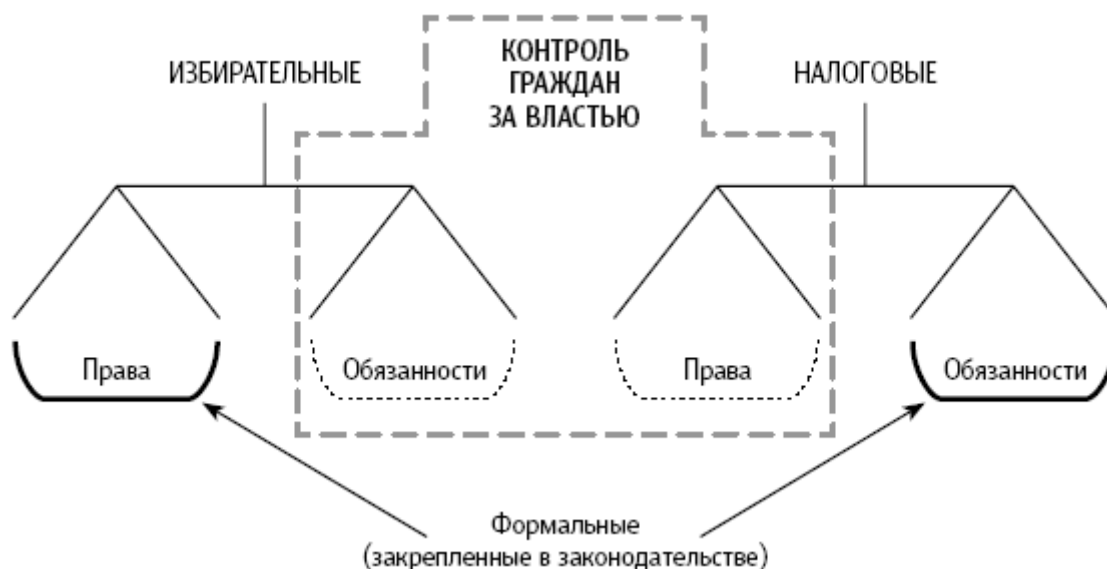 ИЗБИРАТЕЛЬНЫЕ
КОНТРОЛЬ
ГРАЖДАН
ЗА ВЛАСТЬЮ
НАЛОГОВЫЕ
Права
Обязанности
Права
Обязанности
Формальные
(закрепленные в законодательстве)